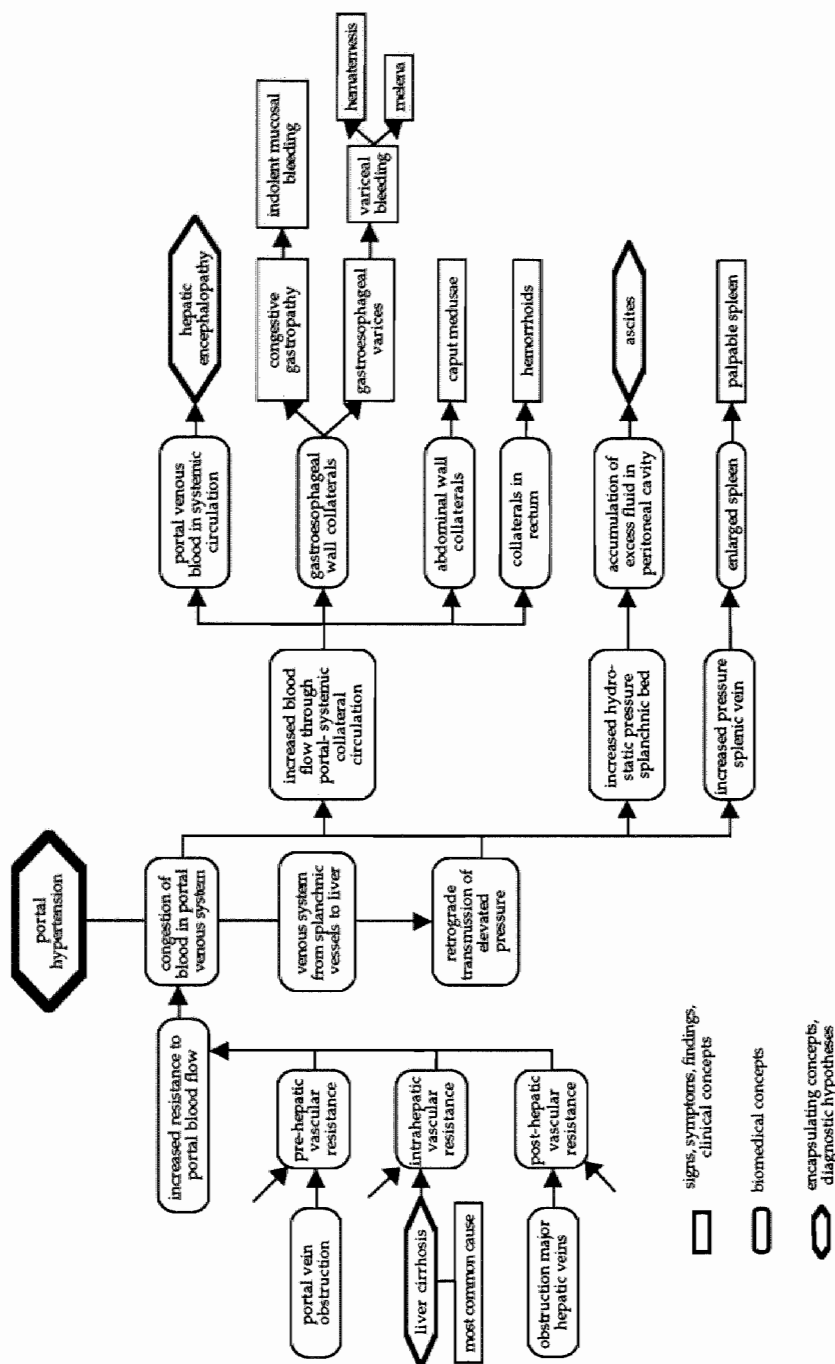 portal
hypertension
increased resistance to
portal blood flow
congestion of
blood in portal
venous system
venous system
from splanchnic
vessels to liver
retrograde
transmission of
elevated
pressure
portal vein
obstruction
pre-hepatic
vascular
resistance
liver cirrhosis
most common cause
intrahepatic
vascular
resistance
obstruction major
hepatic veins
post-hepatic
vascular
resistance
increased blood
flow through
portal- systemic
collateral
circulation
portal venous
blood in systemic
circulation
hepatic
encephalopathy
gastroesophageal
wall collaterals
congestive
gastropathy
indolent mucosal
bleeding
gastroesophageal
varices
variceal
bleeding
hematemesis
melena
abdominal wall
collaterals
caput medusae
collaterals in
rectum
hemorrhoids
increased hydro-
static pressure
splanchnic bed
accumulation of
excess fluid in
peritoneal cavity
ascites
increased pressure
splenic vein
enlarged spleen
palpable spleen
signs, symptoms, findings,
clinical concepts
biomedical concepts
encapsulating concepts,
diagnostic hypotheses